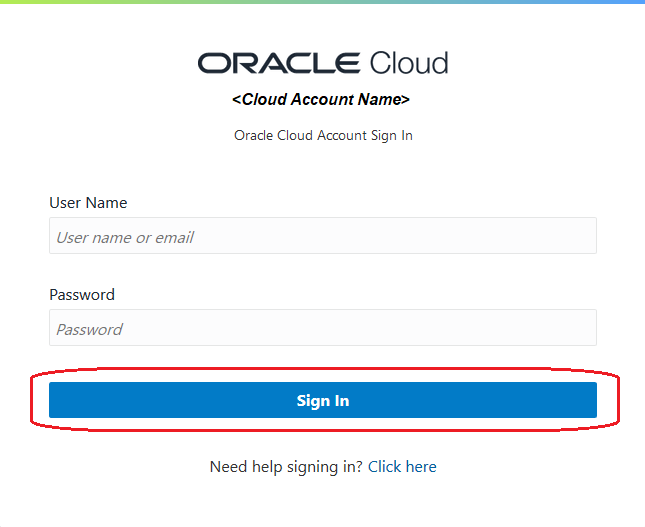 ORACLE Cloud
<Cloud Account Name>
Oracle Cloud Account Sign In
User Name
User name or email
Password
Password
Sign In
Need help signing in? Click here